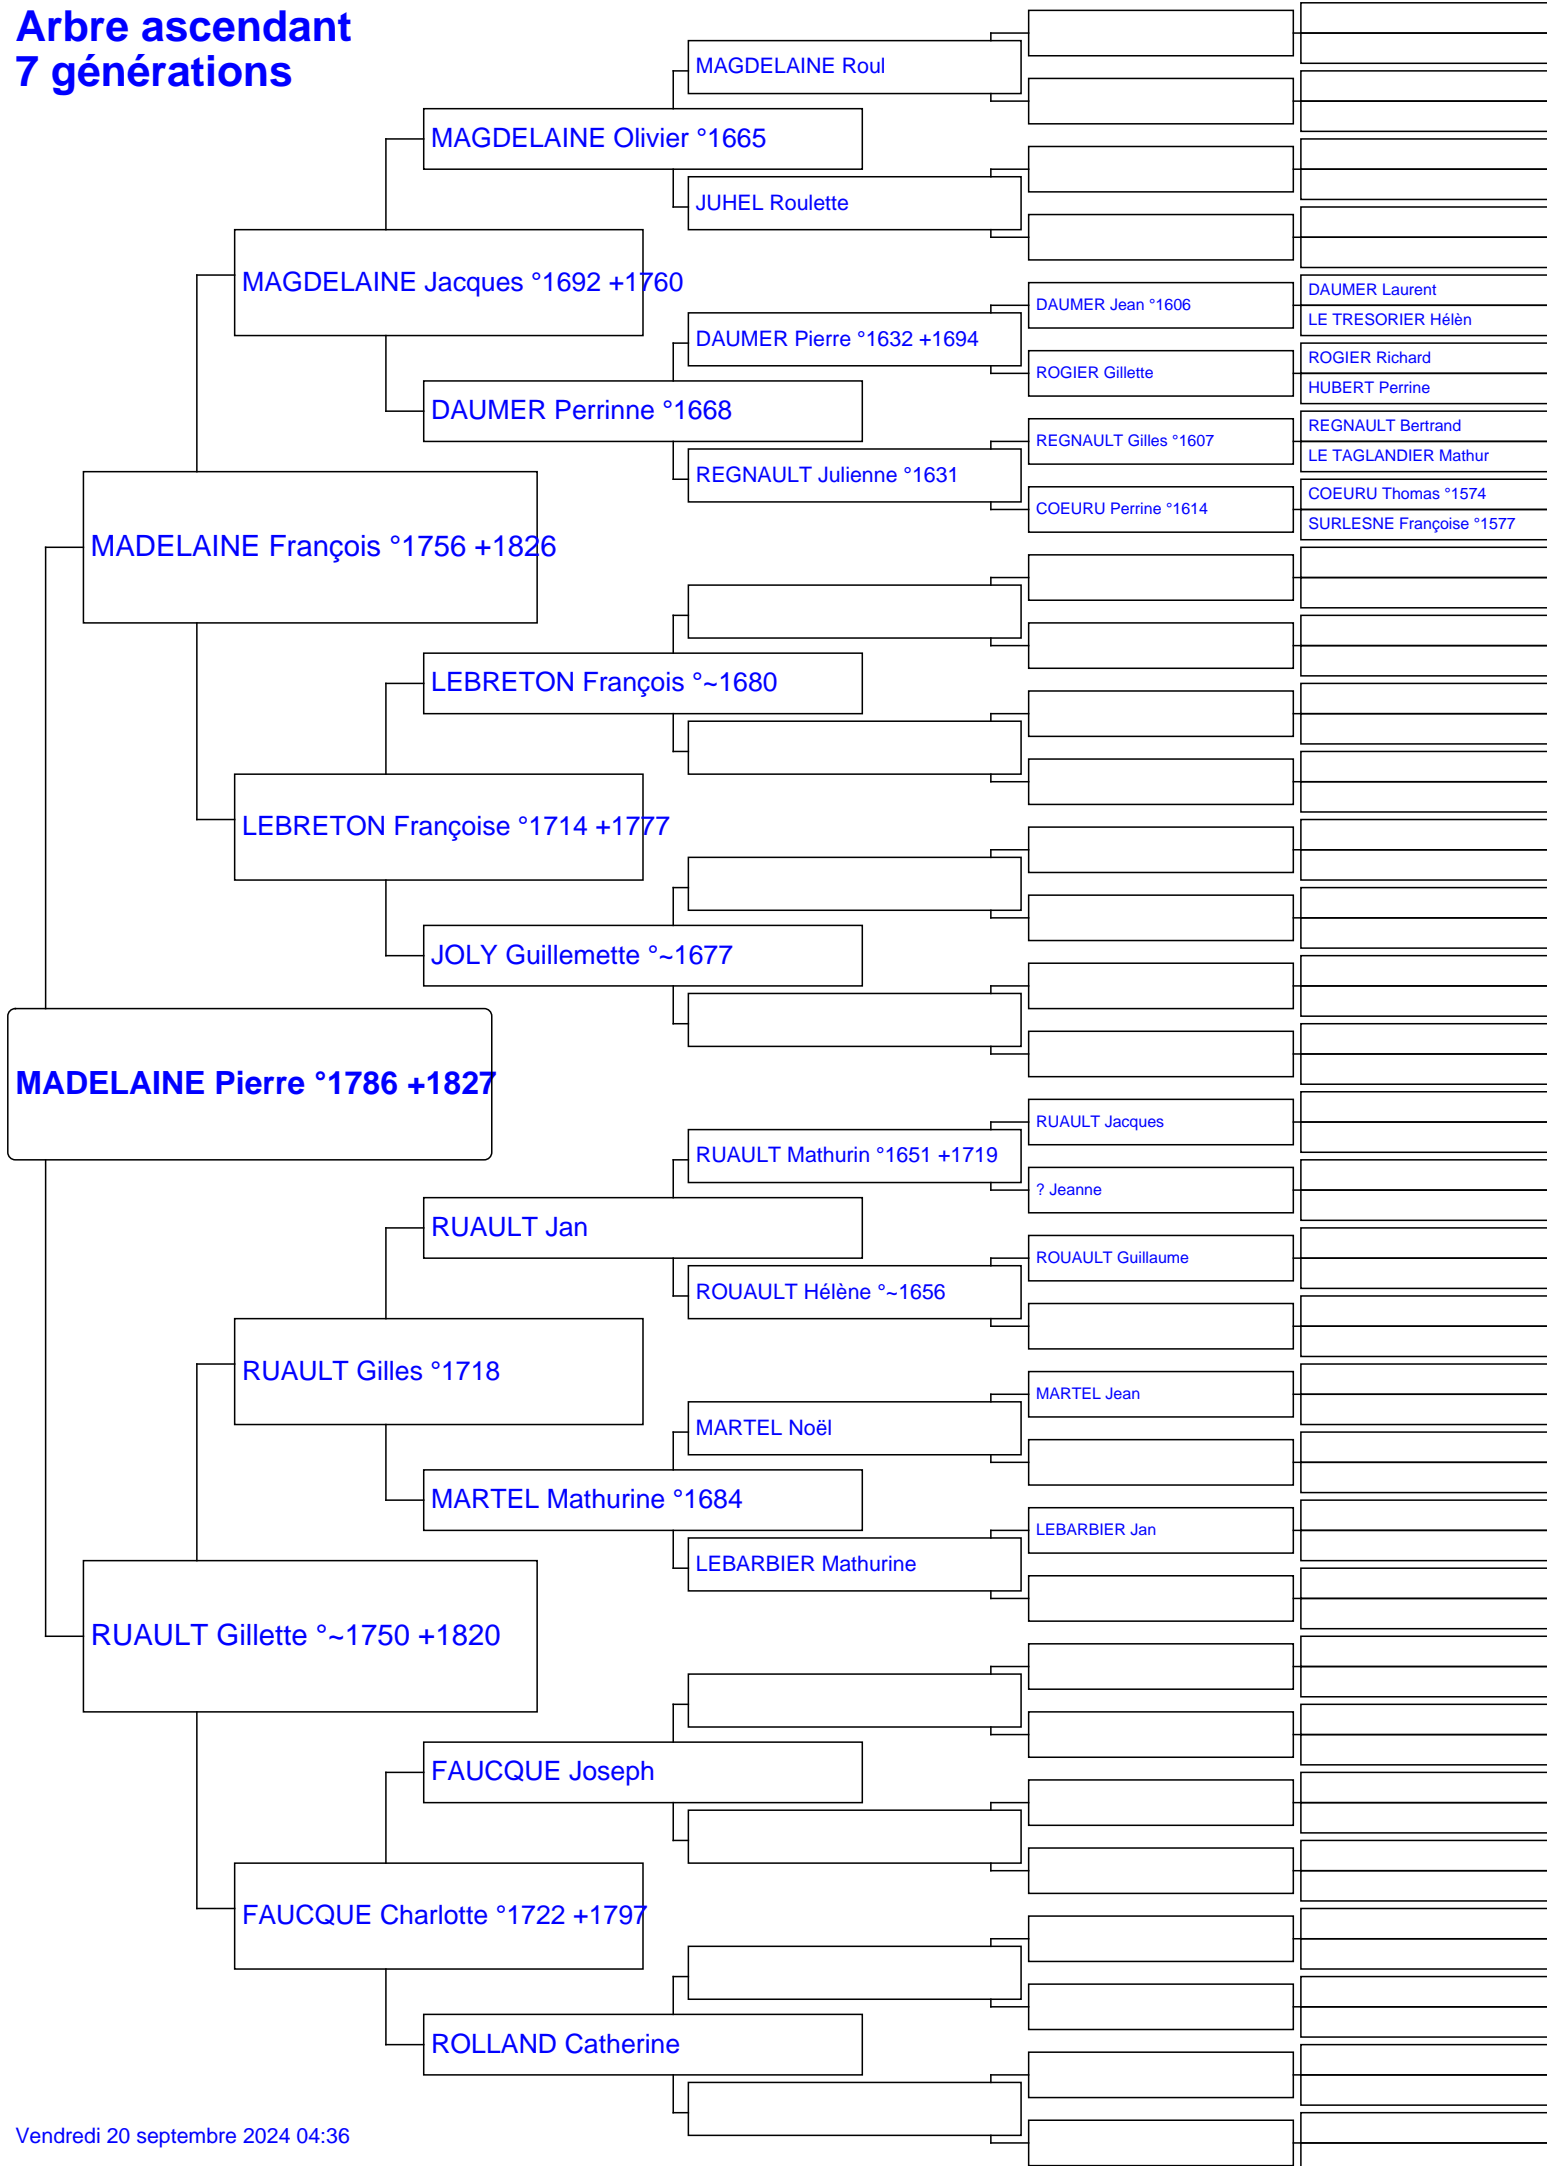 Arbre ascendant
7 générations
MAGDELAINE Roul
MAGDELAINE Olivier °1665
JUHEL Roulette
MAGDELAINE Jacques °1692 +1760
DAUMER Laurent
DAUMER Jean °1606
LE TRESORIER Hélèn
DAUMER Pierre °1632 +1694
ROGIER Richard
ROGIER Gillette
HUBERT Perrine
DAUMER Perrinne °1668
REGNAULT Bertrand
REGNAULT Gilles °1607
LE TAGLANDIER Mathur
REGNAULT Julienne °1631
COEURU Thomas °1574
COEURU Perrine °1614
SURLESNE Françoise °1577
MADELAINE François °1756 +1826
LEBRETON François °~1680
LEBRETON Françoise °1714 +1777
JOLY Guillemette °~1677
MADELAINE Pierre °1786 +1827
RUAULT Jacques
RUAULT Mathurin °1651 +1719
? Jeanne
RUAULT Jan
ROUAULT Guillaume
ROUAULT Hélène °~1656
RUAULT Gilles °1718
MARTEL Jean
MARTEL Noël
MARTEL Mathurine °1684
LEBARBIER Jan
LEBARBIER Mathurine
RUAULT Gillette °~1750 +1820
FAUCQUE Joseph
FAUCQUE Charlotte °1722 +1797
ROLLAND Catherine
Vendredi 20 septembre 2024 04:36